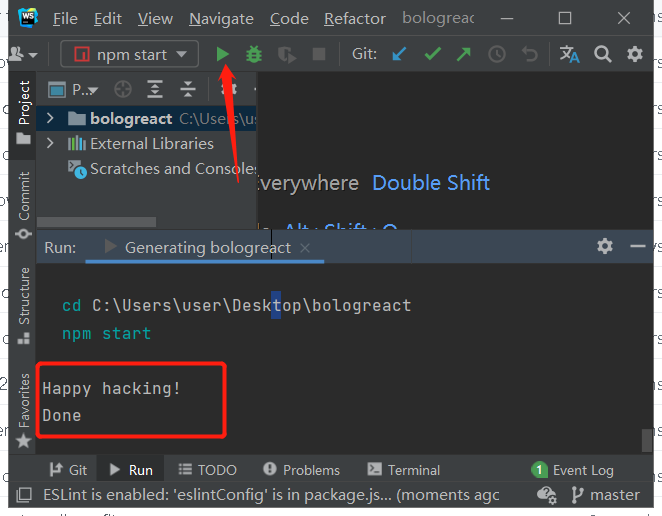 WS File Edit View Navigate Code Refactor bologreac
npm start Git:
Project P...
bologreact C:\Users\us
External Libraries
Scratches and Consoles
Commit
Everywhere Double Shift
Run: Generating bologreact
Structure
cd C:\Users\user\Desktop\bologreact
npm start
Favorites
Happy hacking!
Done
Git Run TODO Problems Terminal 1 Event Log
ESLint is enabled: 'eslintConfig' is in package.js... (moments agc master